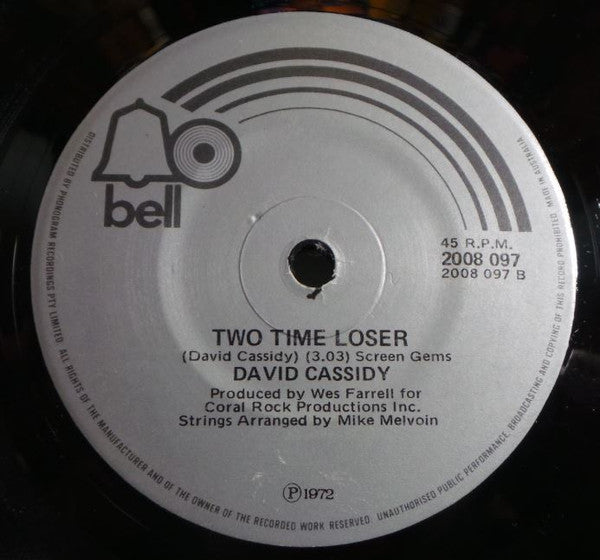 bell
45 R.P.M.
2008 097
2008 097 B
TWO TIME LOSER
(David Cassidy) (3.03) Screen Gems
DAVID CASSIDY
Produced by Wes Farrell for
Coral Rock Productions Inc.
Strings Arranged by Mike Melvoin
Ⓟ1972
DISTRIBUTED BY PHONOGRAM RECORDINGS PTY LIMITED. ALL RIGHTS OF THE MANUFACTURER AND OF THE OWNER OF THE RECORDED WORK RESERVED. UNAUTHORISED PUBLIC PERFORMANCE, BROADCASTING AND COPYING OF THIS RECORD PROHIBITED. MADE IN AUSTRALIA